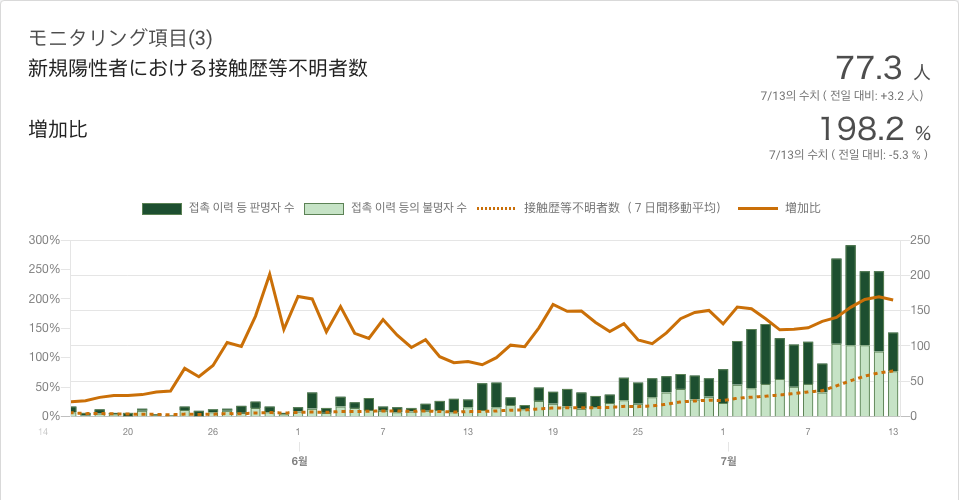 モニタリング項目(3)
新規陽性者における接触歴等不明者数
77.3 人
7/13의 수치 ( 전일 대비: +3.2 人)
増加比
198.2 %
7/13의 수치 ( 전일 대비: -5.3 % )
접촉 이력 등 판명자 수 접촉 이력 등의 불명자 수 接触歴等不明者数（７日間移動平均) 増加比
300% 250
250% 200
200% 150
150%
100% 100
50% 50
0% 0
14 20 26 1 7 13 19 25 1 7 13
6월 7월